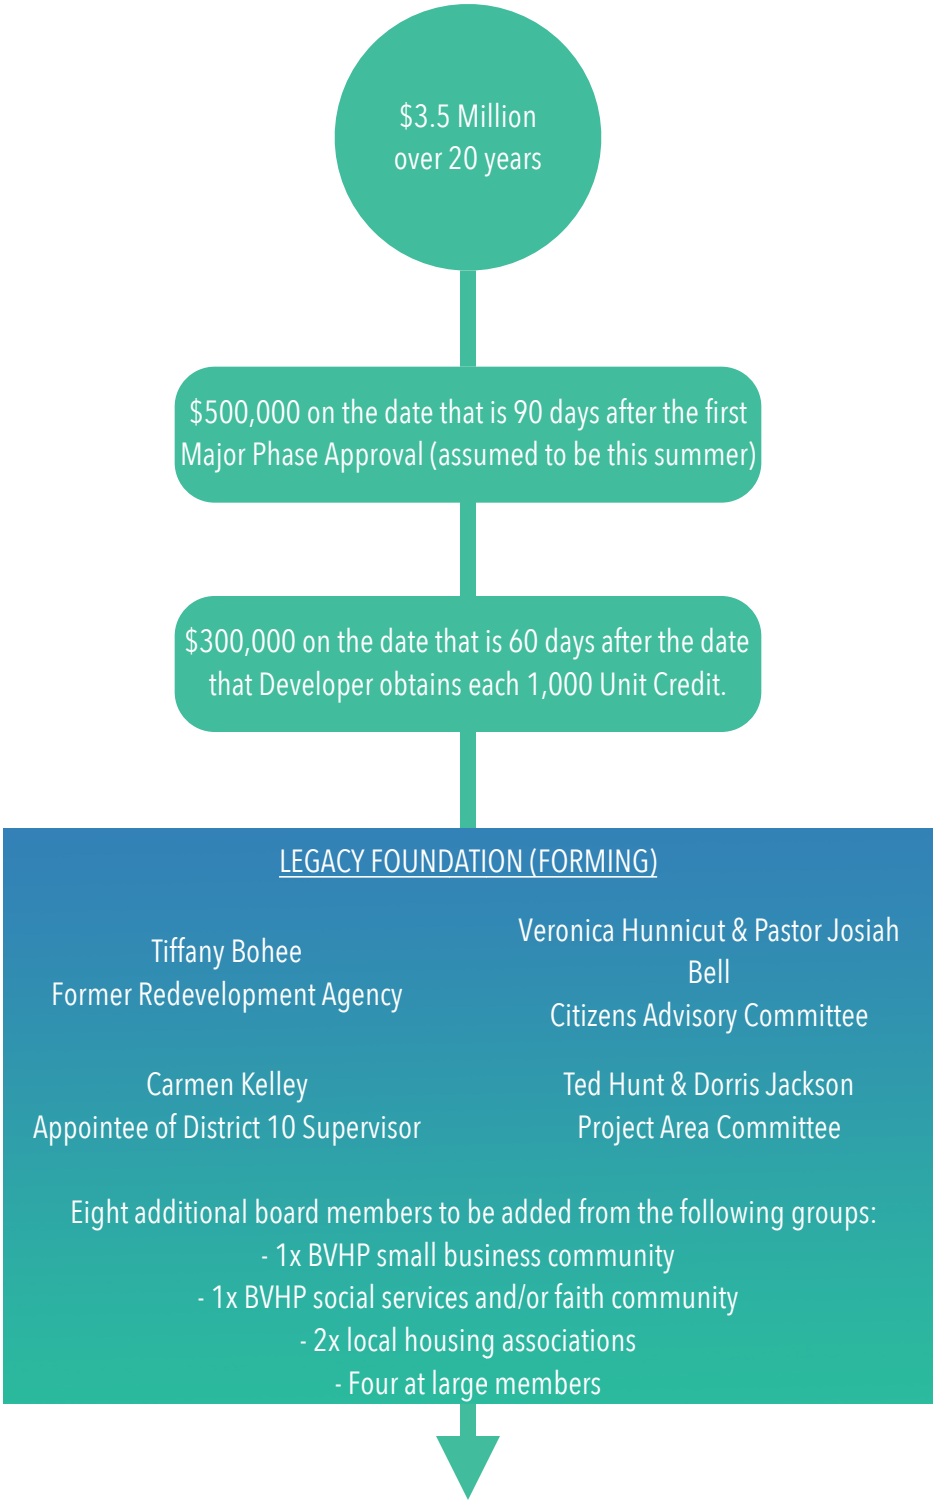 $3.5 Million
over 20 years
$500,000 on the date that is 90 days after the first
Major Phase Approval (assumed to be this summer)
$300,000 on the date that is 60 days after the date
that Developer obtains each 1,000 Unit Credit.
LEGACY FOUNDATION (FORMING)
Tiffany Bohee
Former Redevelopment Agency
Veronica Hunnicut & Pastor Josiah
Bell
Citizens Advisory Committee
Carmen Kelley
Appointee of District 10 Supervisor
Ted Hunt & Dorris Jackson
Project Area Committee
Eight additional board members to be added from the following groups:
- 1x BVHP small business community
- 1x BVHP social services and/or faith community
- 2x local housing associations
- Four at large members